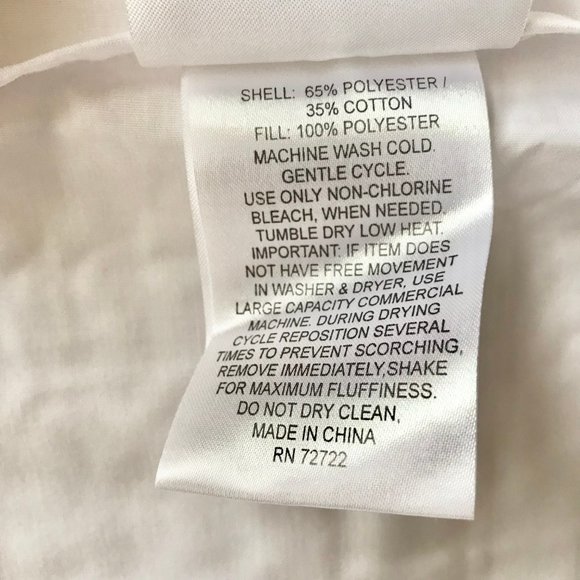 SHELL: 65% POLYESTER /
35% COTTON
FILL: 100% POLYESTER
MACHINE WASH COLD.
GENTLE CYCLE.
USE ONLY NON-CHLORINE
BLEACH, WHEN NEEDED.
TUMBLE DRY LOW HEAT.
IMPORTANT: IF ITEM DOES
NOT HAVE FREE MOVEMENT
IN WASHER & DRYER, USE
LARGE CAPACITY COMMERCIAL
MACHINE. DURING DRYING
CYCLE REPOSITION SEVERAL
TIMES TO PREVENT SCORCHING,
REMOVE IMMEDIATELY,SHAKE
FOR MAXIMUM FLUFFINESS.
DO NOT DRY CLEAN,
MADE IN CHINA
RN 72722